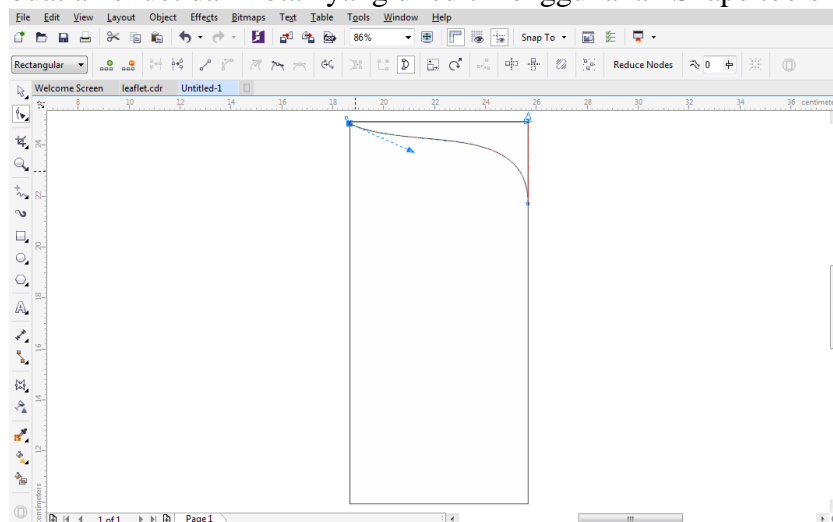 File Edit View Layout Object Effects Bitmaps Text Table Tools Window Help
86% Snap To
Rectangular Reduce Nodes 0
Welcome Screen leaflet.cdr Untitled-1
8 10 12 14 16 18 20 22 24 26 28 30 32 34 36 centimeters
24
22
20
18
16
14
12
10
centimeters
1 of 1 Page 1